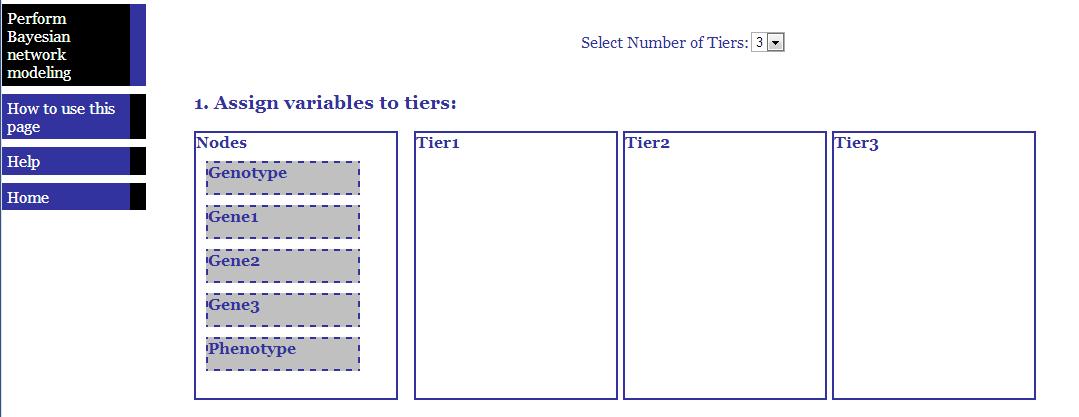 Perform
Bayesian
network
modeling
How to use this
page
Help
Home
Select Number of Tiers: 3
1. Assign variables to tiers:
Nodes
Genotype
Gene1
Gene2
Gene3
Phenotype
Tier1
Tier2
Tier3